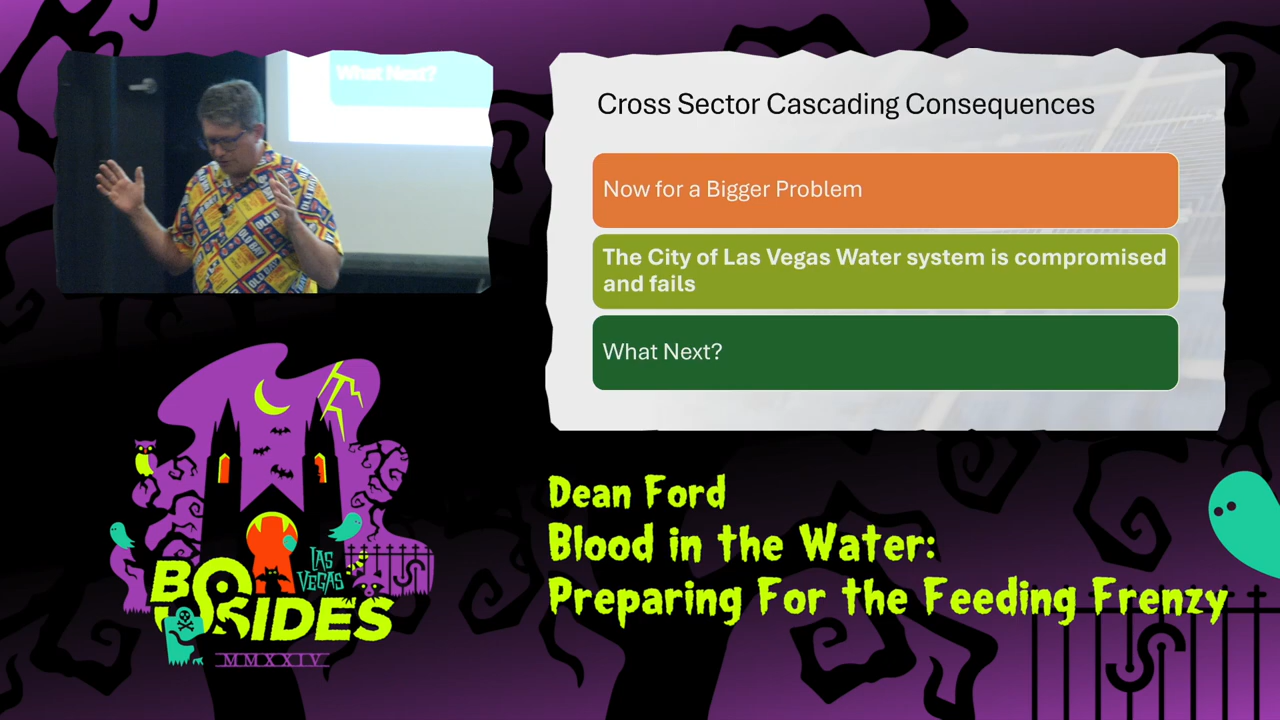 What Next?
OLD BAY
Cross Sector Cascading Consequences
Now for a Bigger Problem
The City of Las Vegas Water system is compromised
and fails
What Next?
Dean Ford
Blood in the Water:
Preparing For the Feeding Frenzy
LAS
VEGAS
BSIDES
MMXXIV